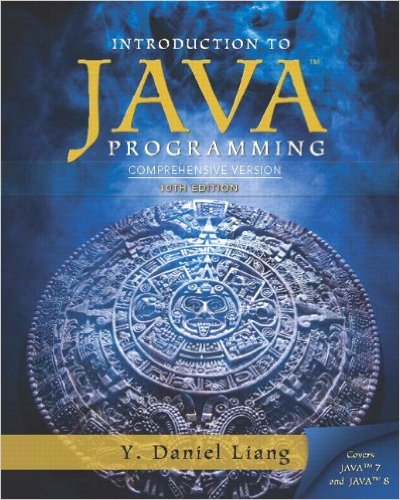 INTRODUCTION TO
JAVA™
PROGRAMMING
COMPREHENSIVE VERSION
10TH EDITION
Y. Daniel Liang
Covers
JAVA™ 7
and JAVA™ 8